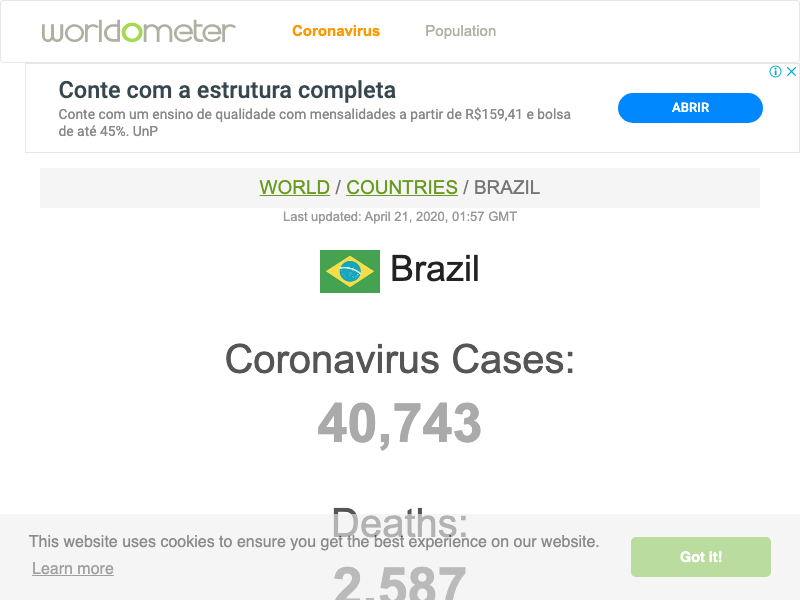 worldometer
Coronavirus
Population
Conte com a estrutura completa
Conte com um ensino de qualidade com mensalidades a partir de R$159,41 e bolsa
de até 45%. UnP
ABRIR
WORLD / COUNTRIES / BRAZIL
Last updated: April 21, 2020, 01:57 GMT
Brazil
Coronavirus Cases:
40,743
Deaths:
This website uses cookies to ensure you get the best experience on our website.
Learn more
Got it!
2,587